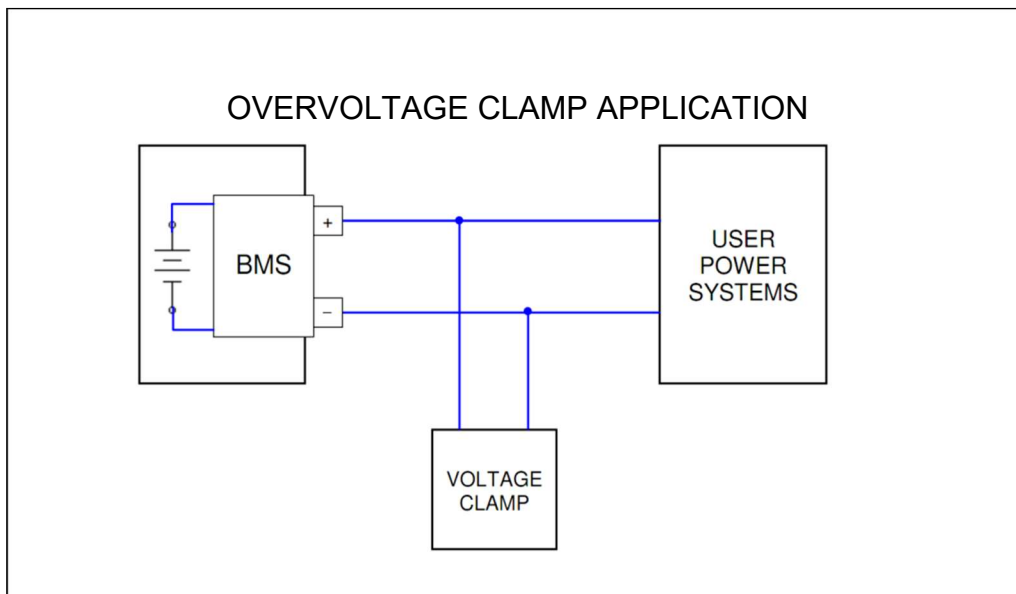 OVERVOLTAGE CLAMP APPLICATION
BMS
+
−
USER
POWER
SYSTEMS
VOLTAGE
CLAMP